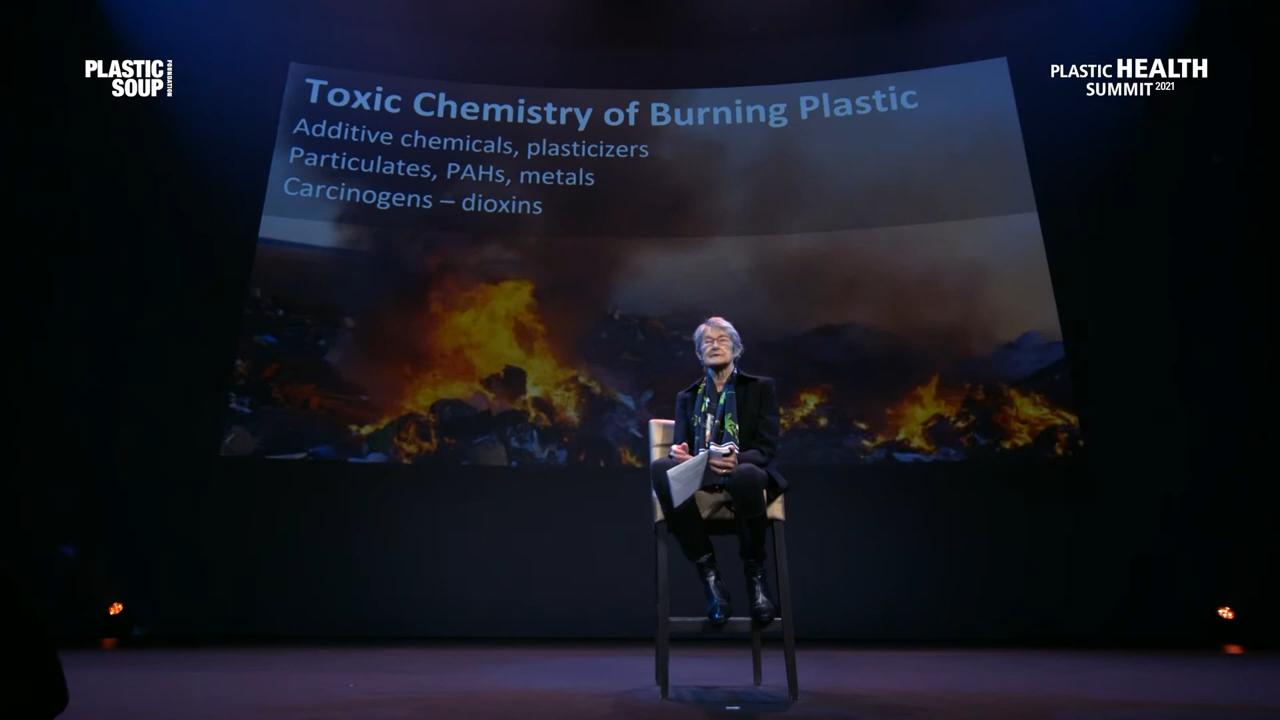 PLASTIC
SOUP
FOUNDATION
PLASTIC HEALTH
SUMMIT 2021
Toxic Chemistry of Burning Plastic
Additive chemicals, plasticizers
Particulates, PAHs, metals
Carcinogens – dioxins